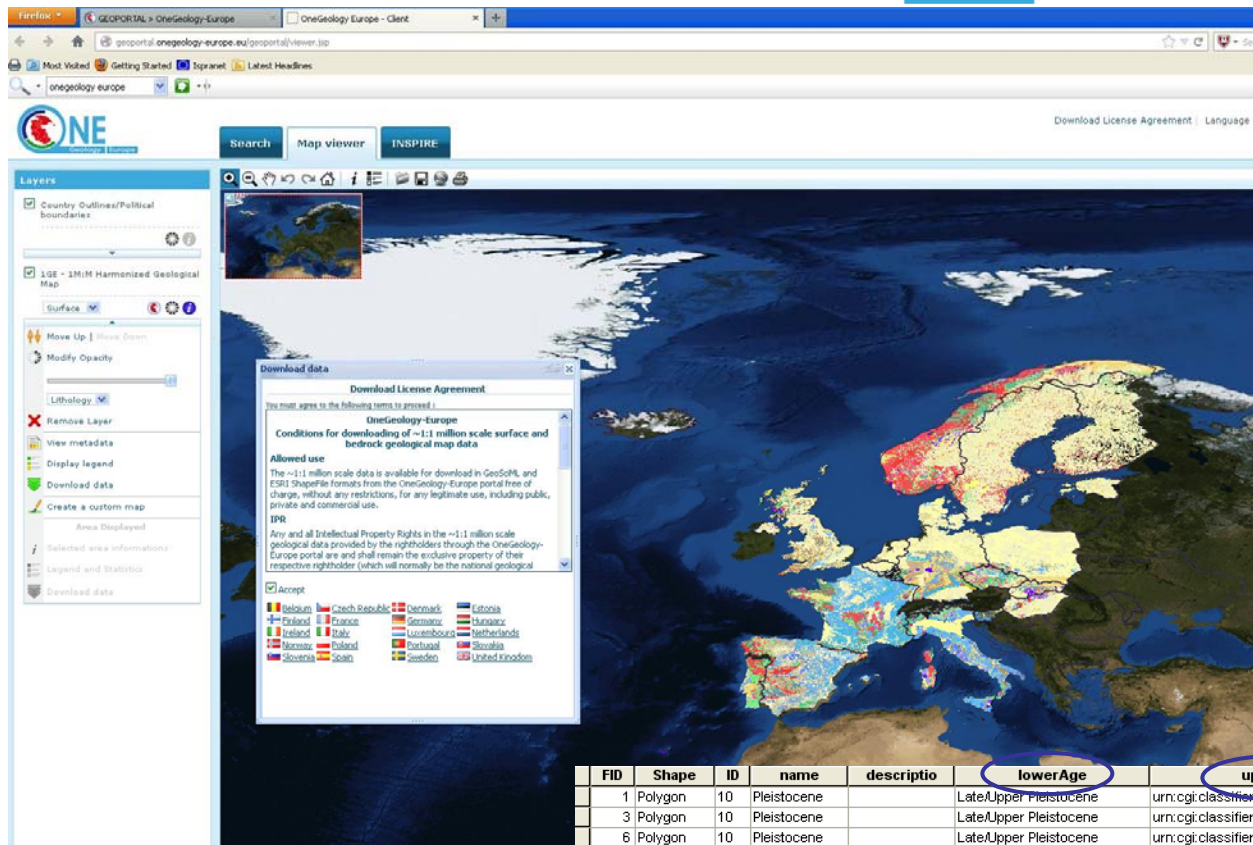 Firefox
GEOPORTAL » OneGeology-Europe
OneGeology Europe - Client
geoportal.onegeology-europe.eu/geoportal/viewer.jsp
Most Visited
Getting Started
Ispranet
Latest Headlines
onegeology europe
ONE
Geology Europe
Search
Map viewer
INSPIRE
Download License Agreement | Language
Layers
Country Outlines/Political
boundaries
1GE - 1M:M Harmonized Geological
Map
Surface
Move Up | Move Down
Modify Opacity
Lithology
Remove Layer
View metadata
Display legend
Download data
Create a custom map
Area Displayed
Selected area informations
Legend and Statistics
Download data
Download data
Download License Agreement
You must agree to the following terms to proceed :
OneGeology-Europe
Conditions for downloading of ~1:1 million scale surface and
bedrock geological map data
Allowed use
The ~1:1 million scale data is available for download in GeoSciML and
ESRI ShapeFile formats from the OneGeology-Europe portal free of
charge, without any restrictions, for any legitimate use, including public,
private and commercial use.
IPR
Any and all Intellectual Property Rights in the ~1:1 million scale
geological data provided by the rightholders through the OneGeology-
Europe portal are and shall remain the exclusive property of their
respective rightholder (which will normally be the national geological
Accept
Belgium Czech Republic Denmark Estonia
Finland France Germany Hungary
Ireland Italy Luxembourg Netherlands
Norway Poland Portugal Slovakia
Slovenia Spain Sweden United Kingdom
FID Shape ID name descriptio lowerAge up
1 Polygon 10 Pleistocene Late/Upper Pleistocene urn:cgi:classifier
3 Polygon 10 Pleistocene Late/Upper Pleistocene urn:cgi:classifier
6 Polygon 10 Pleistocene Late/Upper Pleistocene urn:cgi:classifier